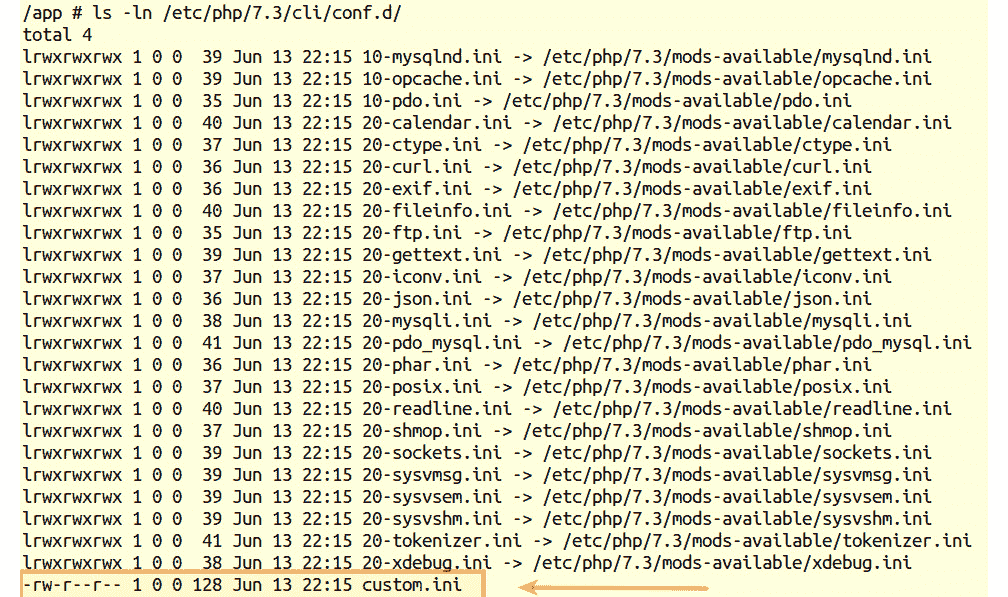 /app # ls -ln /etc/php/7.3/cli/conf.d/
total 4
lrwxrwxrwx 1 0 0  39 Jun 13 22:15 10-mysqlnd.ini -> /etc/php/7.3/mods-available/mysqlnd.ini
lrwxrwxrwx 1 0 0  39 Jun 13 22:15 10-opcache.ini -> /etc/php/7.3/mods-available/opcache.ini
lrwxrwxrwx 1 0 0  35 Jun 13 22:15 10-pdo.ini -> /etc/php/7.3/mods-available/pdo.ini
lrwxrwxrwx 1 0 0  40 Jun 13 22:15 20-calendar.ini -> /etc/php/7.3/mods-available/calendar.ini
lrwxrwxrwx 1 0 0  37 Jun 13 22:15 20-ctype.ini -> /etc/php/7.3/mods-available/ctype.ini
lrwxrwxrwx 1 0 0  36 Jun 13 22:15 20-curl.ini -> /etc/php/7.3/mods-available/curl.ini
lrwxrwxrwx 1 0 0  36 Jun 13 22:15 20-exif.ini -> /etc/php/7.3/mods-available/exif.ini
lrwxrwxrwx 1 0 0  40 Jun 13 22:15 20-fileinfo.ini -> /etc/php/7.3/mods-available/fileinfo.ini
lrwxrwxrwx 1 0 0  35 Jun 13 22:15 20-ftp.ini -> /etc/php/7.3/mods-available/ftp.ini
lrwxrwxrwx 1 0 0  39 Jun 13 22:15 20-gettext.ini -> /etc/php/7.3/mods-available/gettext.ini
lrwxrwxrwx 1 0 0  37 Jun 13 22:15 20-iconv.ini -> /etc/php/7.3/mods-available/iconv.ini
lrwxrwxrwx 1 0 0  36 Jun 13 22:15 20-json.ini -> /etc/php/7.3/mods-available/json.ini
lrwxrwxrwx 1 0 0  38 Jun 13 22:15 20-mysqli.ini -> /etc/php/7.3/mods-available/mysqli.ini
lrwxrwxrwx 1 0 0  41 Jun 13 22:15 20-pdo_mysql.ini -> /etc/php/7.3/mods-available/pdo_mysql.ini
lrwxrwxrwx 1 0 0  36 Jun 13 22:15 20-phar.ini -> /etc/php/7.3/mods-available/phar.ini
lrwxrwxrwx 1 0 0  37 Jun 13 22:15 20-posix.ini -> /etc/php/7.3/mods-available/posix.ini
lrwxrwxrwx 1 0 0  40 Jun 13 22:15 20-readline.ini -> /etc/php/7.3/mods-available/readline.ini
lrwxrwxrwx 1 0 0  37 Jun 13 22:15 20-shmop.ini -> /etc/php/7.3/mods-available/shmop.ini
lrwxrwxrwx 1 0 0  39 Jun 13 22:15 20-sockets.ini -> /etc/php/7.3/mods-available/sockets.ini
lrwxrwxrwx 1 0 0  39 Jun 13 22:15 20-sysvmsg.ini -> /etc/php/7.3/mods-available/sysvmsg.ini
lrwxrwxrwx 1 0 0  39 Jun 13 22:15 20-sysvsem.ini -> /etc/php/7.3/mods-available/sysvsem.ini
lrwxrwxrwx 1 0 0  39 Jun 13 22:15 20-sysvshm.ini -> /etc/php/7.3/mods-available/sysvshm.ini
lrwxrwxrwx 1 0 0  41 Jun 13 22:15 20-tokenizer.ini -> /etc/php/7.3/mods-available/tokenizer.ini
lrwxrwxrwx 1 0 0  38 Jun 13 22:15 20-xdebug.ini -> /etc/php/7.3/mods-available/xdebug.ini
-rw-r--r-- 1 0 0 128 Jun 13 22:15 custom.ini